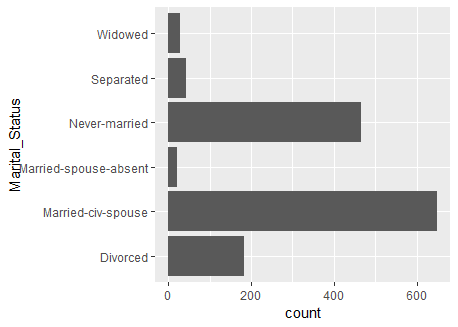 Widowed
Separated
Never-married
Married-spouse-absent
Married-civ-spouse
Divorced
Marital_Status
0 200 400 600
count